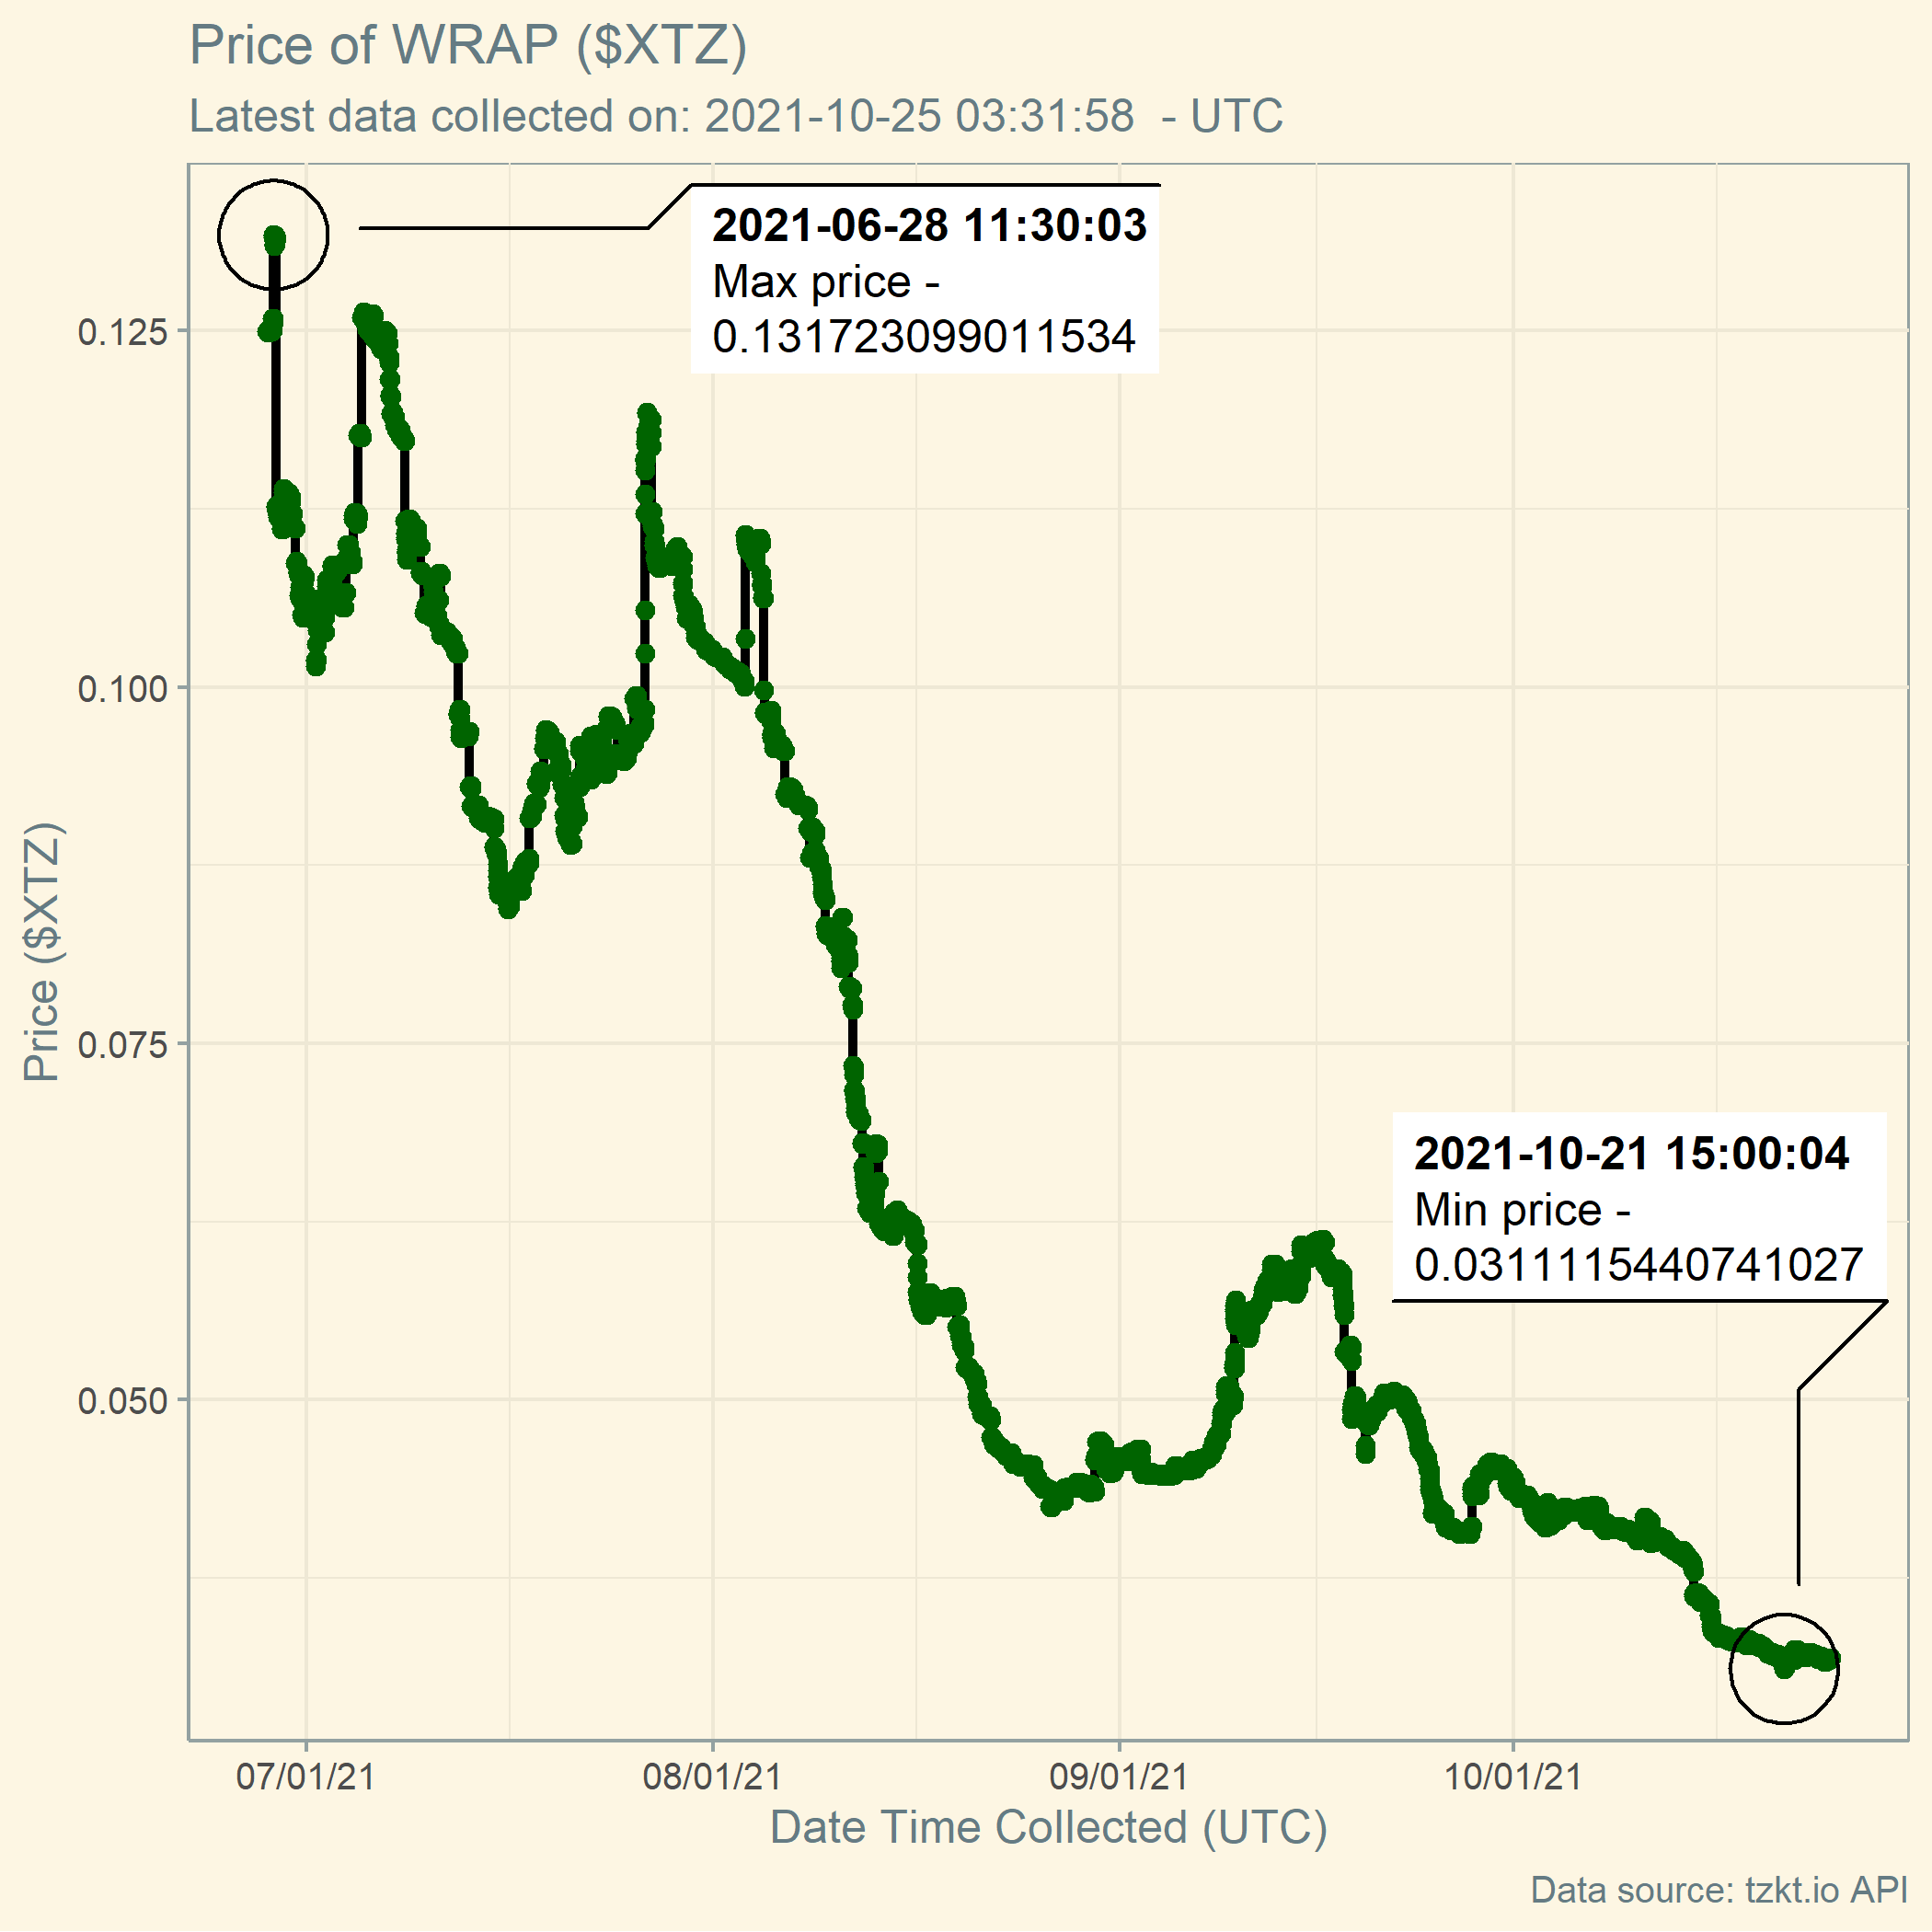 Price of WRAP ($XTZ)
Latest data collected on: 2021-10-25 03:31:58  - UTC
2021-06-28 11:30:03
Max price -
0.131723099011534
0.125
0.100
0.075
0.050
Price ($XTZ)
2021-10-21 15:00:04
Min price -
0.0311115440741027
07/01/21
08/01/21
09/01/21
10/01/21
Date Time Collected (UTC)
Data source: tzkt.io API